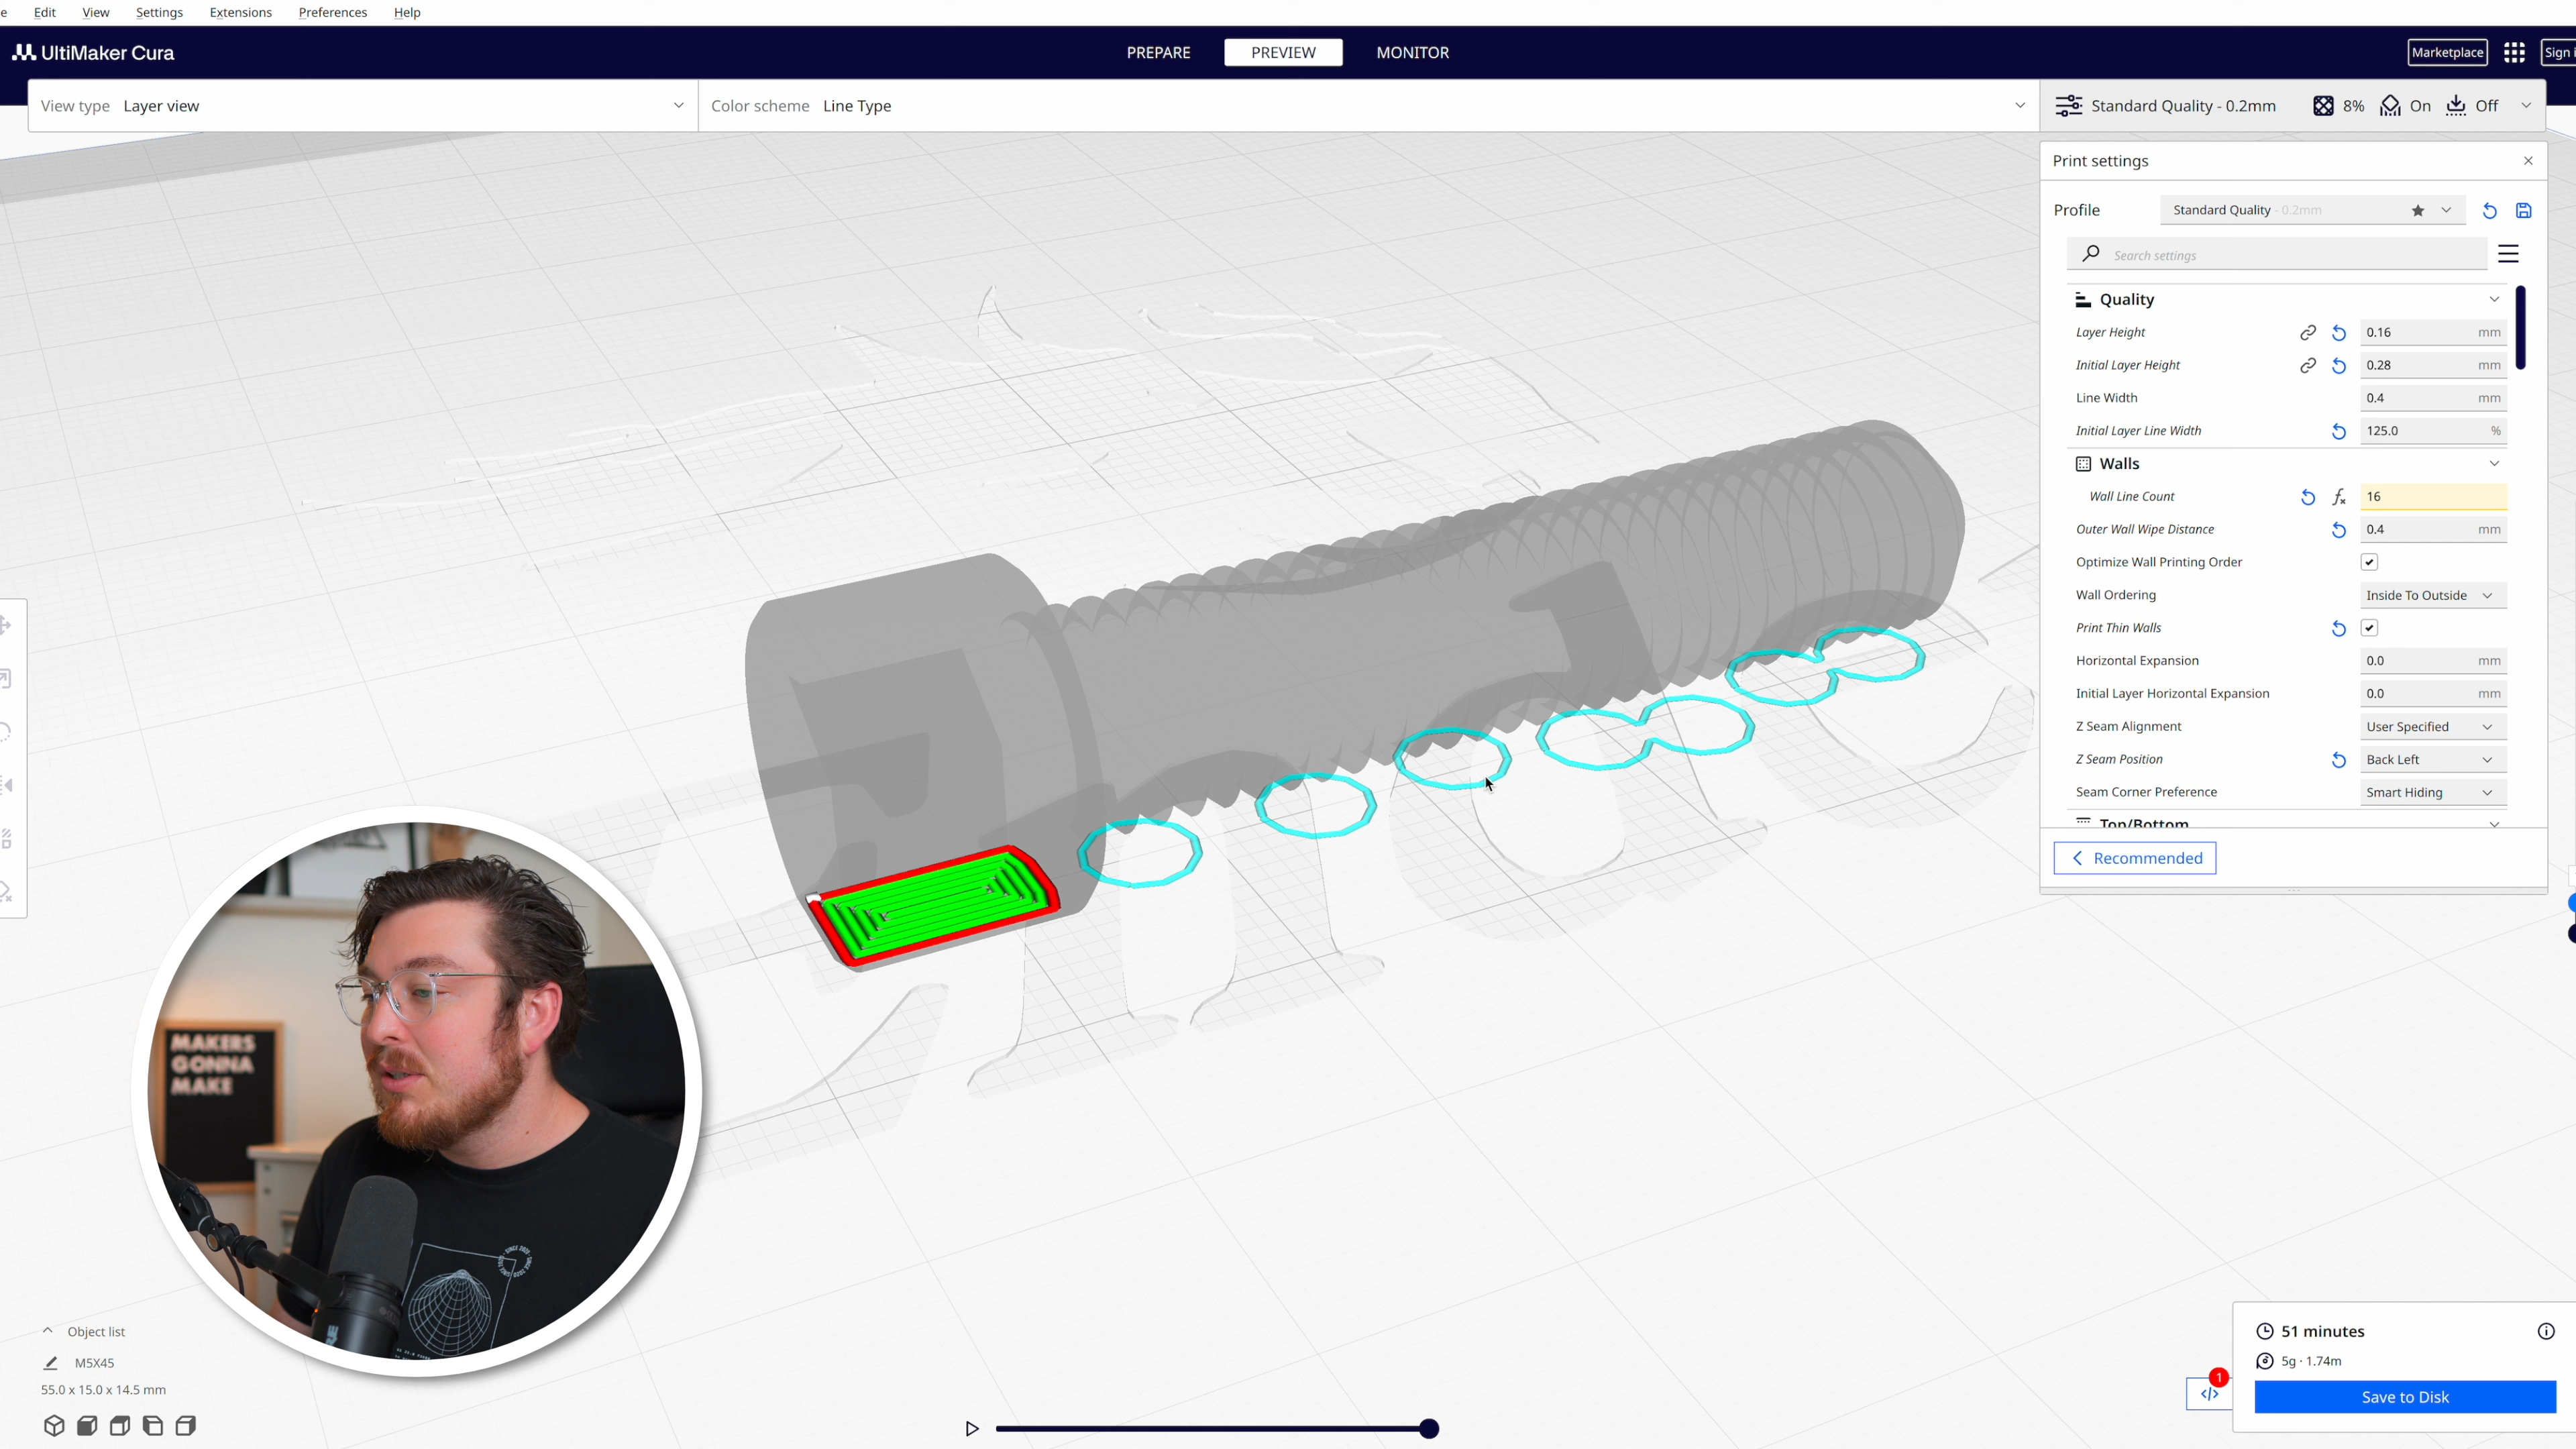 Edit View Settings Extensions Preferences Help
UltiMaker Cura
PREPARE PREVIEW MONITOR
Marketplace Sign
View type Layer view
Color scheme Line Type
Standard Quality - 0.2mm 8% On Off
Print settings
Profile Standard Quality - 0.2mm
Search settings
Quality
Layer Height 0.16 mm
Initial Layer Height 0.28 mm
Line Width 0.4 mm
Initial Layer Line Width 125.0 %
Walls
Wall Line Count 16
Outer Wall Wipe Distance 0.4 mm
Optimize Wall Printing Order
Wall Ordering Inside To Outside
Print Thin Walls
Horizontal Expansion 0.0 mm
Initial Layer Horizontal Expansion 0.0 mm
Z Seam Alignment User Specified
Z Seam Position Back Left
Seam Corner Preference Smart Hiding
Top/Bottom
Recommended
MAKERS
GONNA
MAKE
Object list
M5X45
55.0 x 15.0 x 14.5 mm
51 minutes
5g · 1.74m
1
Save to Disk